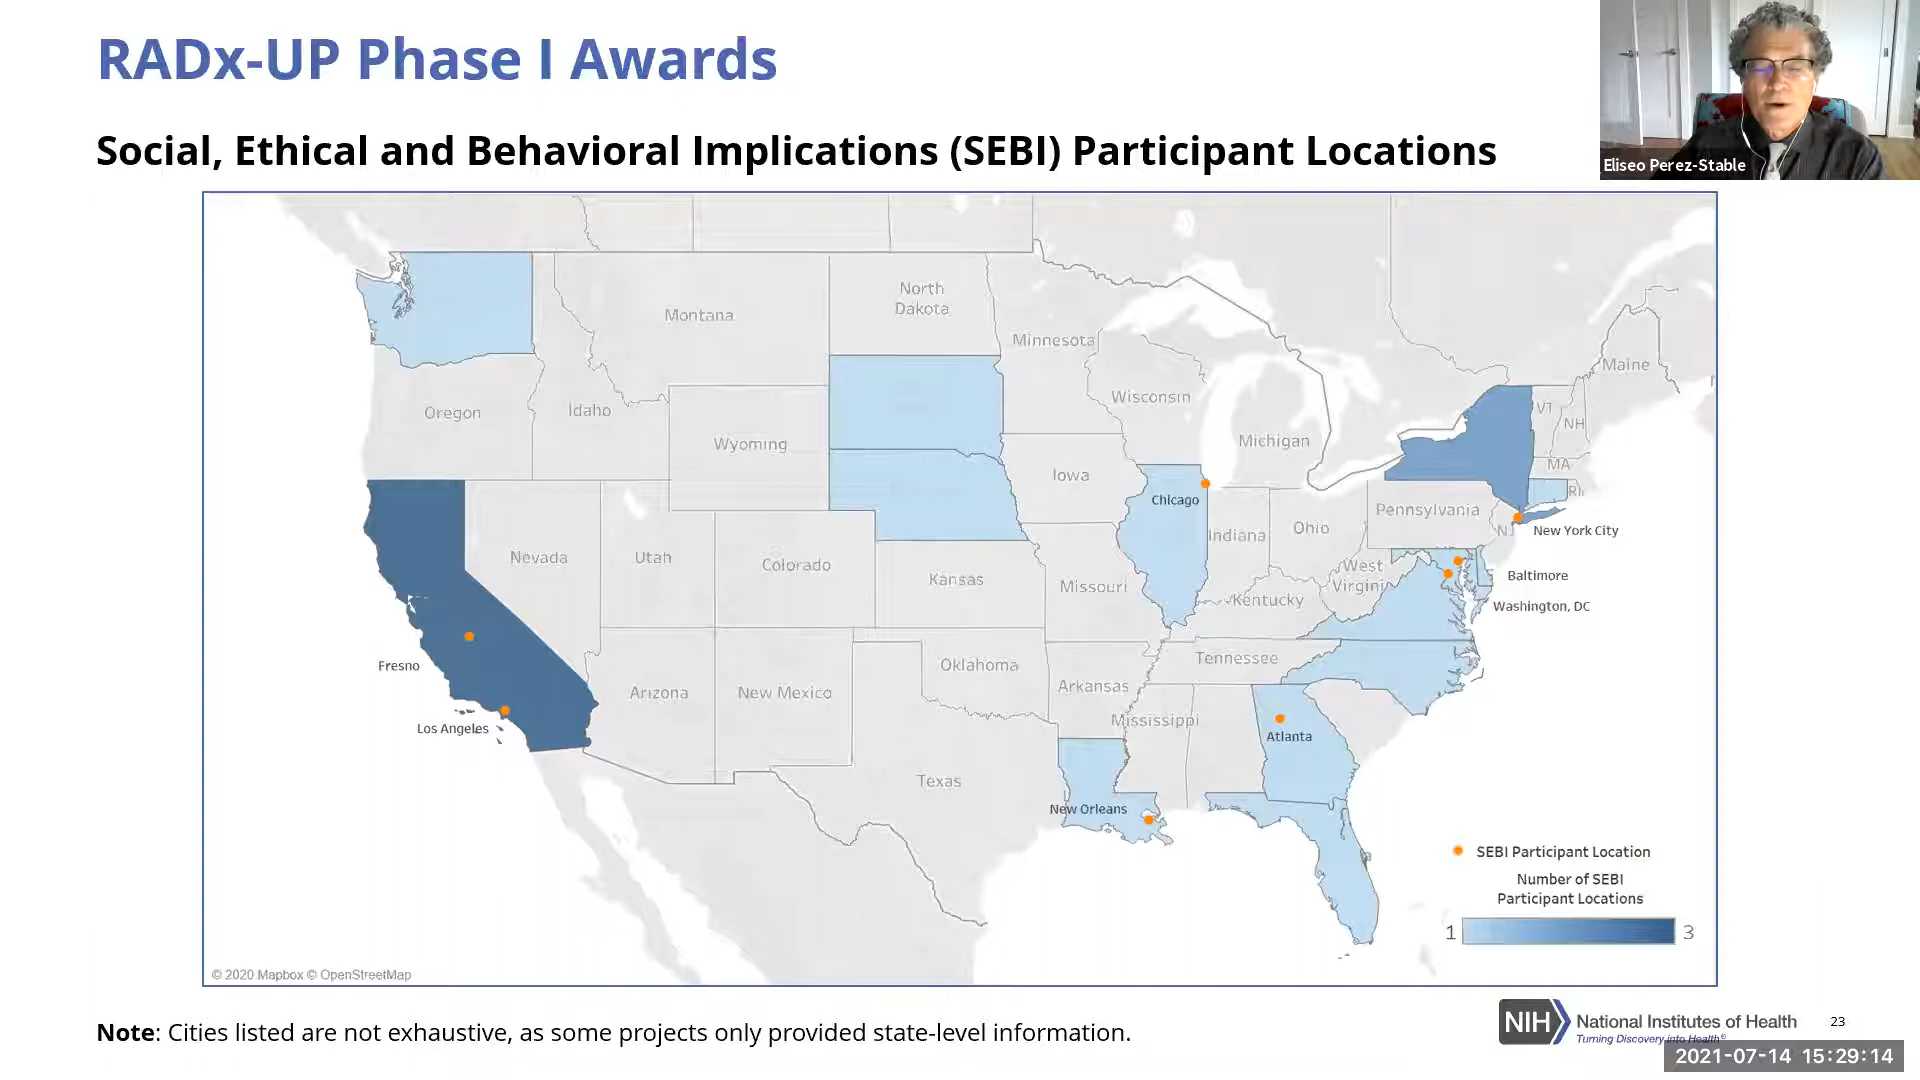 RADx-UP Phase I Awards
Eliseo Perez-Stable
Social, Ethical and Behavioral Implications (SEBI) Participant Locations
North
Dakota
Montana
Minnesota
Maine
Oregon
Idaho
Wisconsin
VT
NH
Wyoming
Michigan
MA
Iowa
RI
Chicago
Pennsylvania
NJ
New York City
Nevada
Utah
Colorado
Indiana
Ohio
Kansas
Missouri
West
Virginia
Baltimore
Kentucky
Washington, DC
Fresno
Oklahoma
Tennessee
Arizona
New Mexico
Arkansas
Mississippi
Los Angeles
Atlanta
Texas
New Orleans
SEBI Participant Location
Number of SEBI
Participant Locations
1
3
© 2020 Mapbox © OpenStreetMap
Note: Cities listed are not exhaustive, as some projects only provided state-level information.
NIH
National Institutes of Health
Turning Discovery into Health®
23
2021-07-14 15:29:14